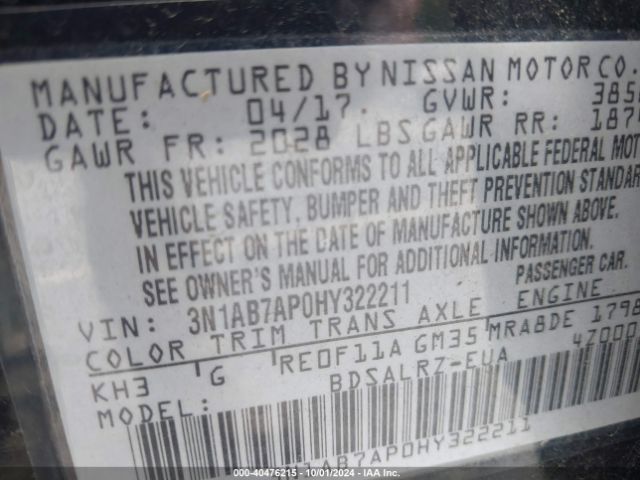 MANUFACTURED BY NISSAN MOTOR CO.
DATE: 04/17. GVWR: 385
GAWR FR: 2028 LBS GAWR RR: 187
THIS VEHICLE CONFORMS TO ALL APPLICABLE FEDERAL MOT
VEHICLE SAFETY, BUMPER AND THEFT PREVENTION STANDAR
IN EFFECT ON THE DATE OF MANUFACTURE SHOWN ABOVE.
SEE OWNER'S MANUAL FOR ADDITIONAL INFORMATION.
VIN: 3N1AB7AP0HY322211 PASSENGER CAR.
COLOR TRIM TRANS AXLE ENGINE
KH3 G RE0F11A GM35 MRA8DE 1798
MODEL: BDSALRZ-EUA 47000
1AB7AP0HY322211
000-40476215 - 10/01/2024 - IAAI.com